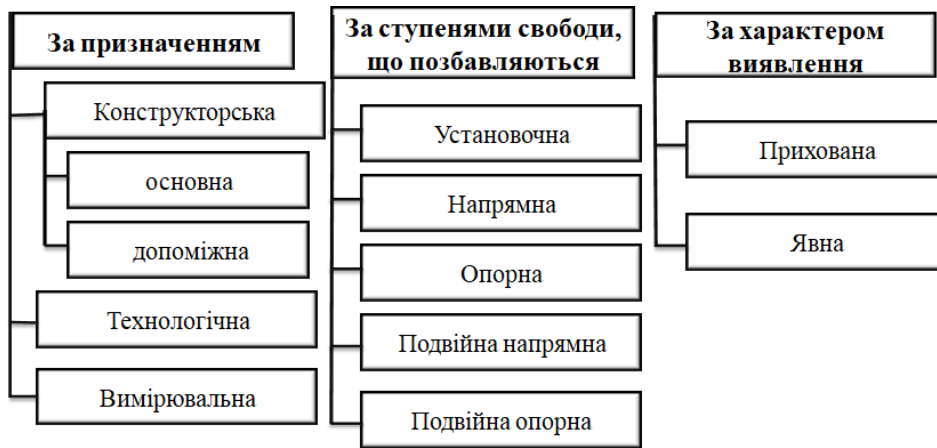 За призначенням
Конструкторська
основна
допоміжна
Технологічна
Вимірювальна
За ступенями свободи,
що позбавляються
Установочна
Напрямна
Опорна
Подвійна напрямна
Подвійна опорна
За характером
виявлення
Прихована
Явна